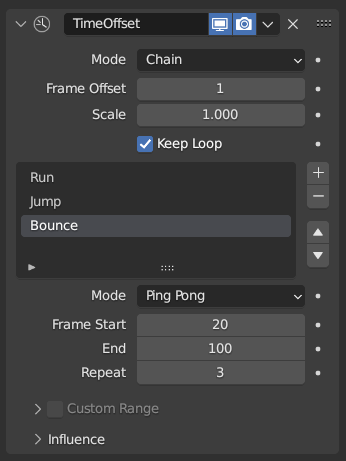 TimeOffset
Mode Chain
Frame Offset 1
Scale 1.000
Keep Loop
Run
Jump
Bounce
Mode Ping Pong
Frame Start 20
End 100
Repeat 3
Custom Range
Influence